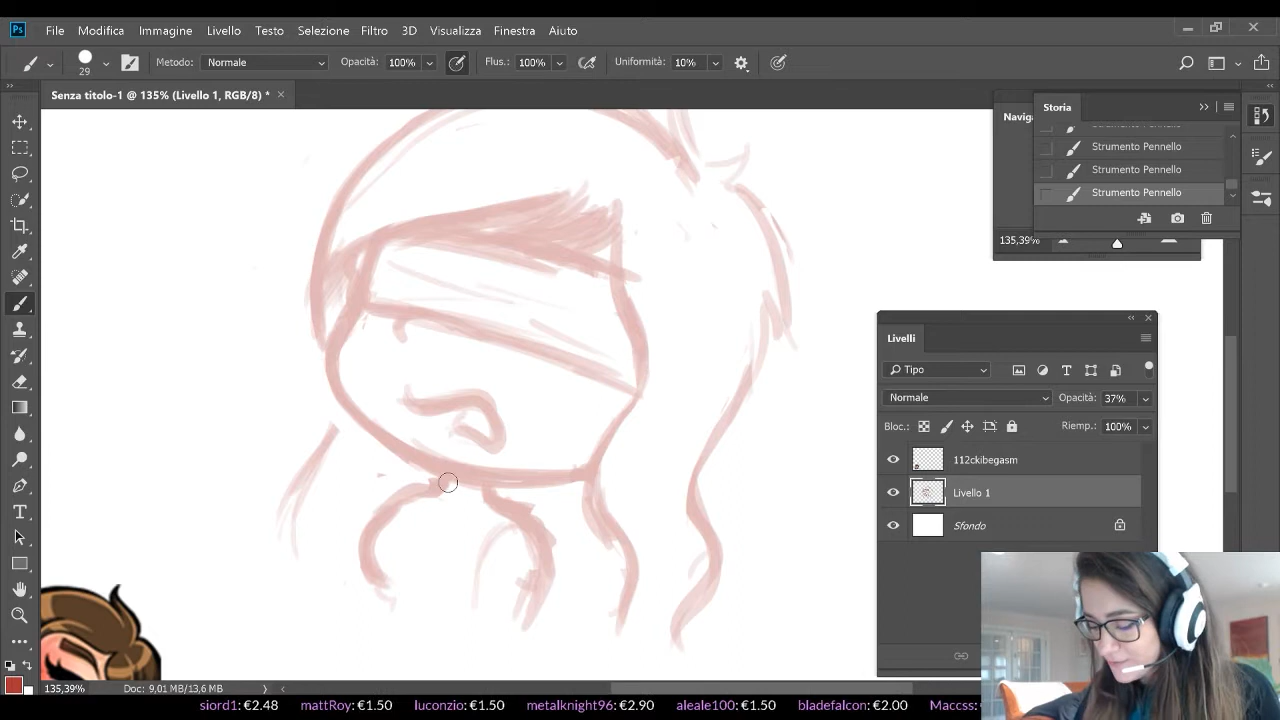 Ps File Modifica Immagine Livello Testo Selezione Filtro 3D Visualizza Finestra Aiuto
29 Metodo: Normale Opacità: 100% Flus.: 100% Uniformità: 10%
Senza titolo-1 @ 135% (Livello 1, RGB/8) * ×
Naviga
Storia
Strumento Pennello
Strumento Pennello
Strumento Pennello
Strumento Pennello
135,39%
Livelli
Tipo
Normale Opacità: 37%
Bloc.: Riemp.: 100%
112ckibegasm
Livello 1
Sfondo
135,39% Doc: 9,01 MB/13,6 MB
siord1: €2.48 mattRoy: €1.50 luconzio: €1.50 metalknight96: €2.90 aleale100: €1.50 bladefalcon: €2.00 Maccss: